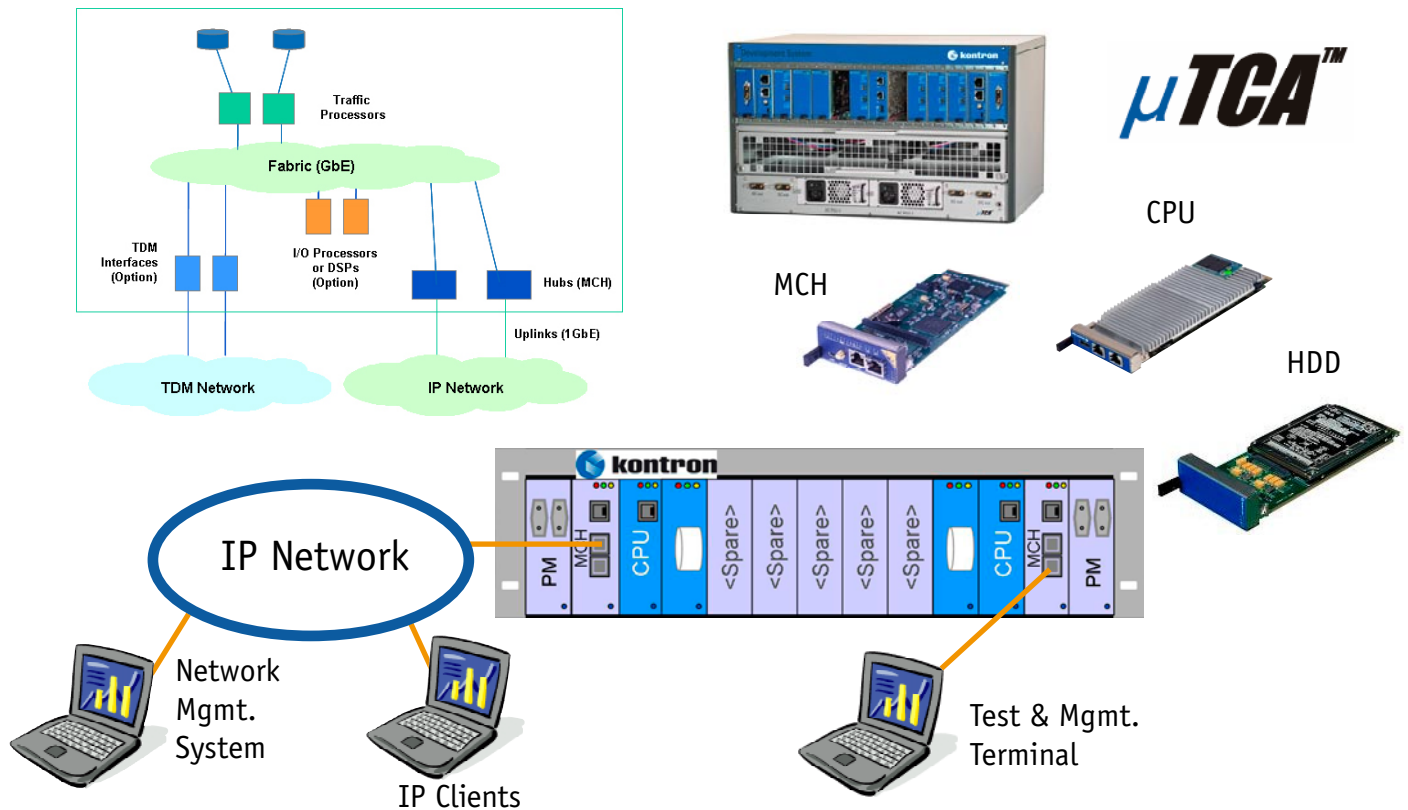 Traffic
Processors
Fabric (GbE)
TDM
Interfaces
(Option)
I/O Processors
or DSPs
(Option)
Hubs (MCH)
Uplinks (1GbE)
TDM Network
IP Network
Development System
kontron
µTCA™
CPU
MCH
HDD
kontron
PM
MCH
CPU
<Spare>
<Spare>
<Spare>
<Spare>
<Spare>
CPU
MCH
PM
IP Network
Network
Mgmt.
System
IP Clients
Test & Mgmt.
Terminal